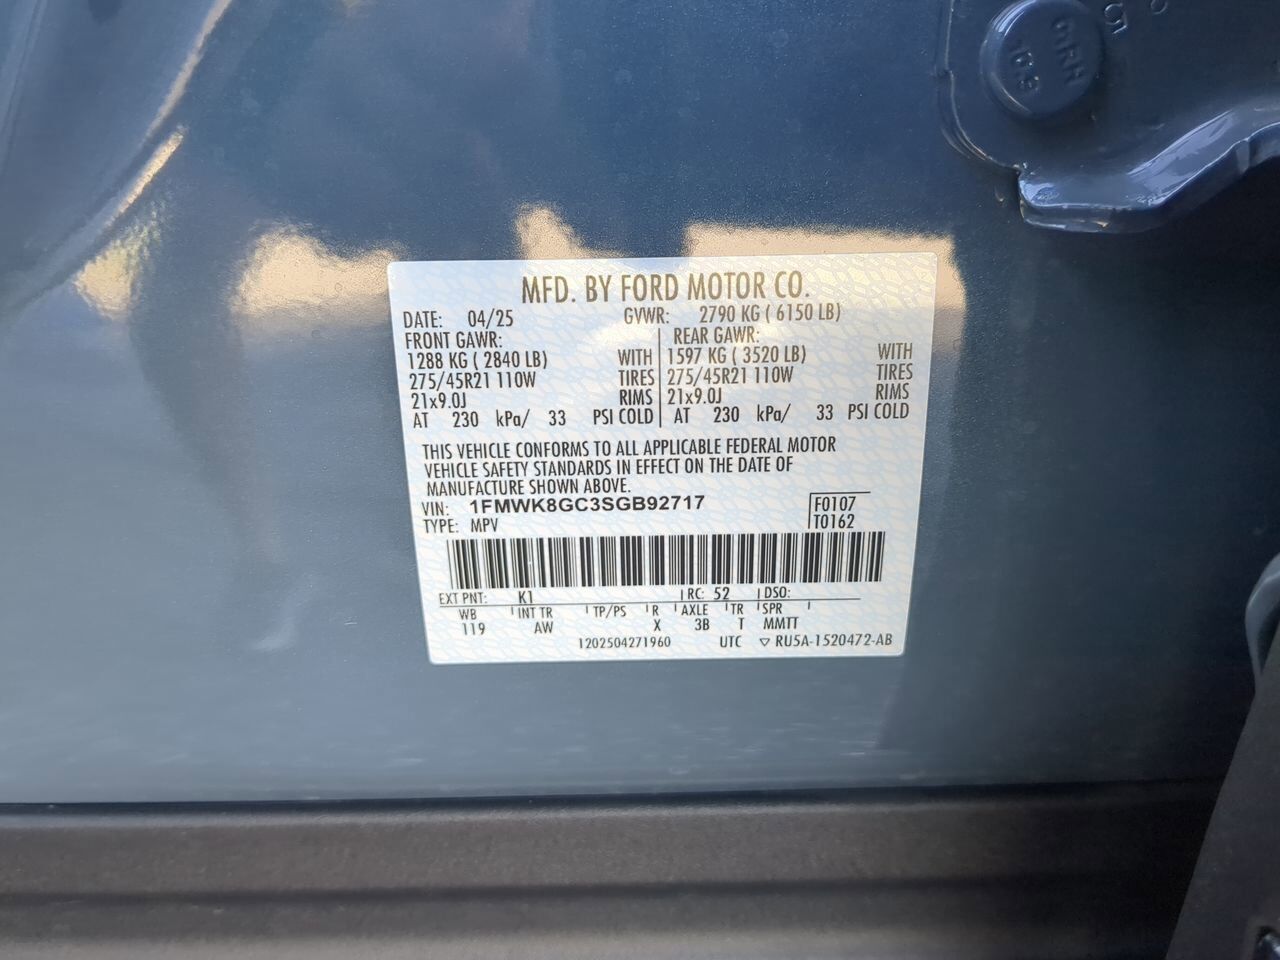 YRH
10.9
MFD. BY FORD MOTOR CO.
DATE: 04/25 GVWR: 2790 KG ( 6150 LB)
FRONT GAWR: REAR GAWR:
1288 KG ( 2840 LB) WITH 1597 KG ( 3520 LB) WITH
275/45R21 110W TIRES 275/45R21 110W TIRES
21x9.0J RIMS 21x9.0J RIMS
AT 230 kPa/ 33 PSI COLD AT 230 kPa/ 33 PSI COLD
THIS VEHICLE CONFORMS TO ALL APPLICABLE FEDERAL MOTOR
VEHICLE SAFETY STANDARDS IN EFFECT ON THE DATE OF
MANUFACTURE SHOWN ABOVE.
VIN: 1FMWK8GC3SGB92717 F0107
TYPE: MPV T0162
EXT PNT: K1 RC: 52 DSO:
WB INT TR TP/PS R AXLE TR SPR
119 AW X 3B T MMTT
1202504271960 UTC ▽ RU5A-1520472-AB